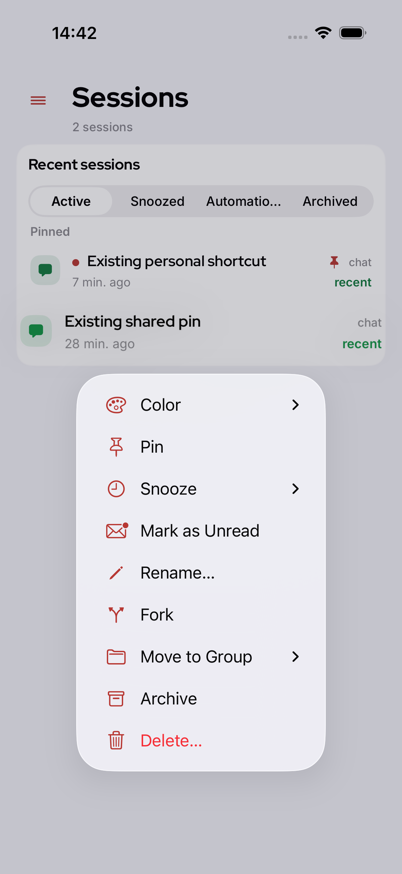 14:42
Sessions
2 sessions
Recent sessions
Active Snoozed Automatio... Archived
Pinned
Existing personal shortcut chat
7 min. ago recent
Existing shared pin chat
28 min. ago recent
Color
Pin
Snooze
Mark as Unread
Rename...
Fork
Move to Group
Archive
Delete...